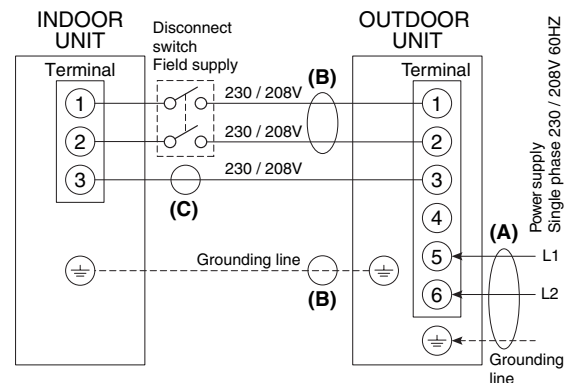 INDOOR
UNIT
Disconnect
switch
Field supply
OUTDOOR
UNIT
Terminal
Terminal
Power supply
Single phase 230 / 208V 60HZ
1
230 / 208V
(B)
1
2
230 / 208V
2
3
230 / 208V
3
(C)
4
(A)
Grounding line
5
L1
(B)
6
L2
Grounding
line